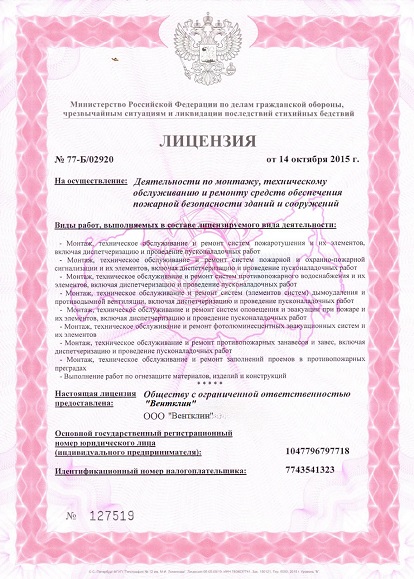 Министерство Российской Федерации по делам гражданской обороны,
чрезвычайным ситуациям и ликвидации последствий стихийных бедствий
ЛИЦЕНЗИЯ
№ 77-Б/02920 от 14 октября 2015 г.
На осуществление: Деятельности по монтажу, техническому
обслуживанию и ремонту средств обеспечения
пожарной безопасности зданий и сооружений
Виды работ, выполняемых в составе лицензируемого вида деятельности:
- Монтаж, техническое обслуживание и ремонт систем пожаротушения и их элементов,
включая диспетчеризацию и проведение пусконаладочных работ
- Монтаж, техническое обслуживание и ремонт систем пожарной и охранно-пожарной
сигнализации и их элементов, включая диспетчеризацию и проведение пусконаладочных работ
- Монтаж, техническое обслуживание и ремонт систем противопожарного водоснабжения и их
элементов, включая диспетчеризацию и проведение пусконаладочных работ
- Монтаж, техническое обслуживание и ремонт систем (элементов систем) дымоудаления и
противодымной вентиляции, включая диспетчеризацию и проведение пусконаладочных работ
- Монтаж, техническое обслуживание и ремонт систем оповещения и эвакуации при пожаре и
их элементов, включая диспетчеризацию и проведение пусконаладочных работ
- Монтаж, техническое обслуживание и ремонт фотолюминесцентных эвакуационных систем и
их элементов
- Монтаж, техническое обслуживание и ремонт противопожарных занавесов и завес, включая
диспетчеризацию и проведение пусконаладочных работ
- Монтаж, техническое обслуживание и ремонт заполнений проемов в противопожарных
преградах
- Выполнение работ по огнезащите материалов, изделий и конструкций
* * * * *
Настоящая лицензия Обществу с ограниченной ответственностью
предоставлена: "Вентклин"
ООО "Вентклин"
Основной государственный регистрационный
номер юридического лица
(индивидуального предпринимателя): 1047796797718
Идентификационный номер налогоплательщика: 7743541323
№ 127519